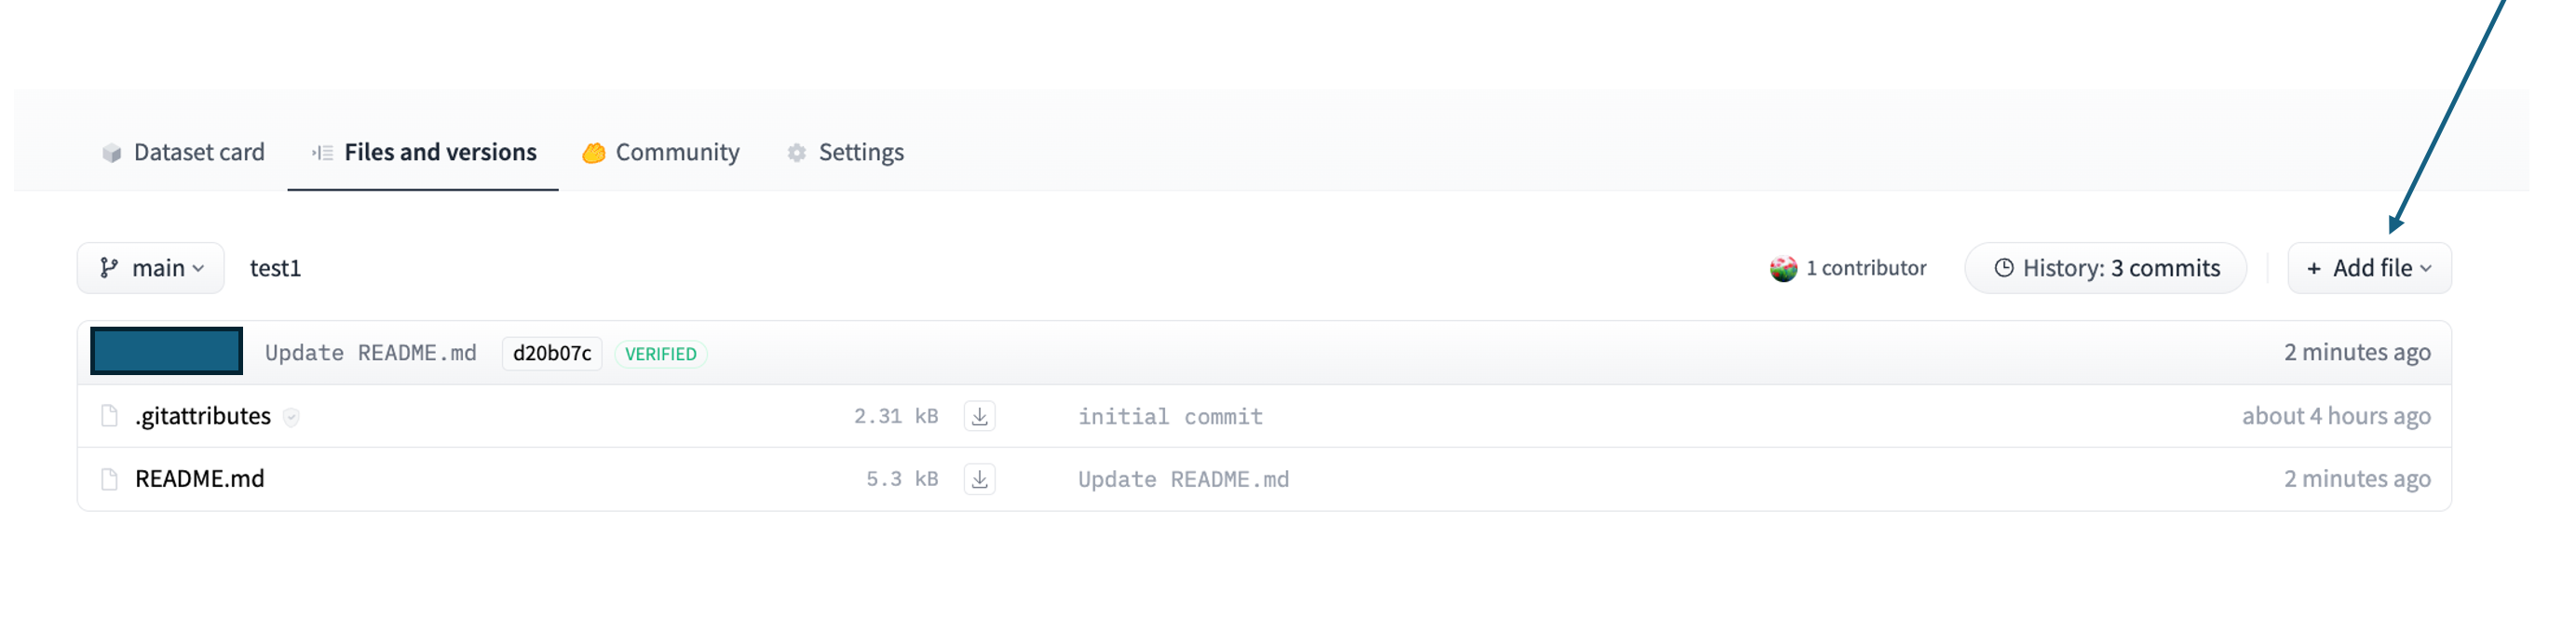 Dataset card Files and versions Community Settings
main test1 1 contributor History: 3 commits + Add file
Update README.md d20b07c VERIFIED 2 minutes ago
.gitattributes 2.31 kB initial commit about 4 hours ago
README.md 5.3 kB Update README.md 2 minutes ago